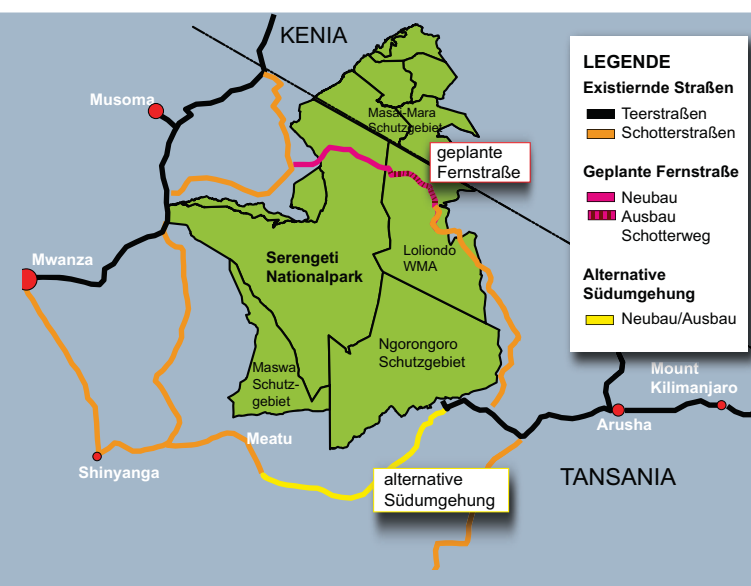 KENIA
Musoma
Masai-Mara
Schutzgebiet
geplante
Fernstraße
Mwanza
Serengeti
Nationalpark
Loliondo
WMA
Ngorongoro
Schutzgebiet
Maswa
Schutz-
gebiet
Meatu
Shinyanga
alternative
Südumgehung
Mount
Kilimanjaro
Arusha
TANSANIA
LEGENDE
Existiernde Straßen
Teerstraßen
Schotterstraßen
Geplante Fernstraße
Neubau
Ausbau
Schotterweg
Alternative
Südumgehung
Neubau/Ausbau